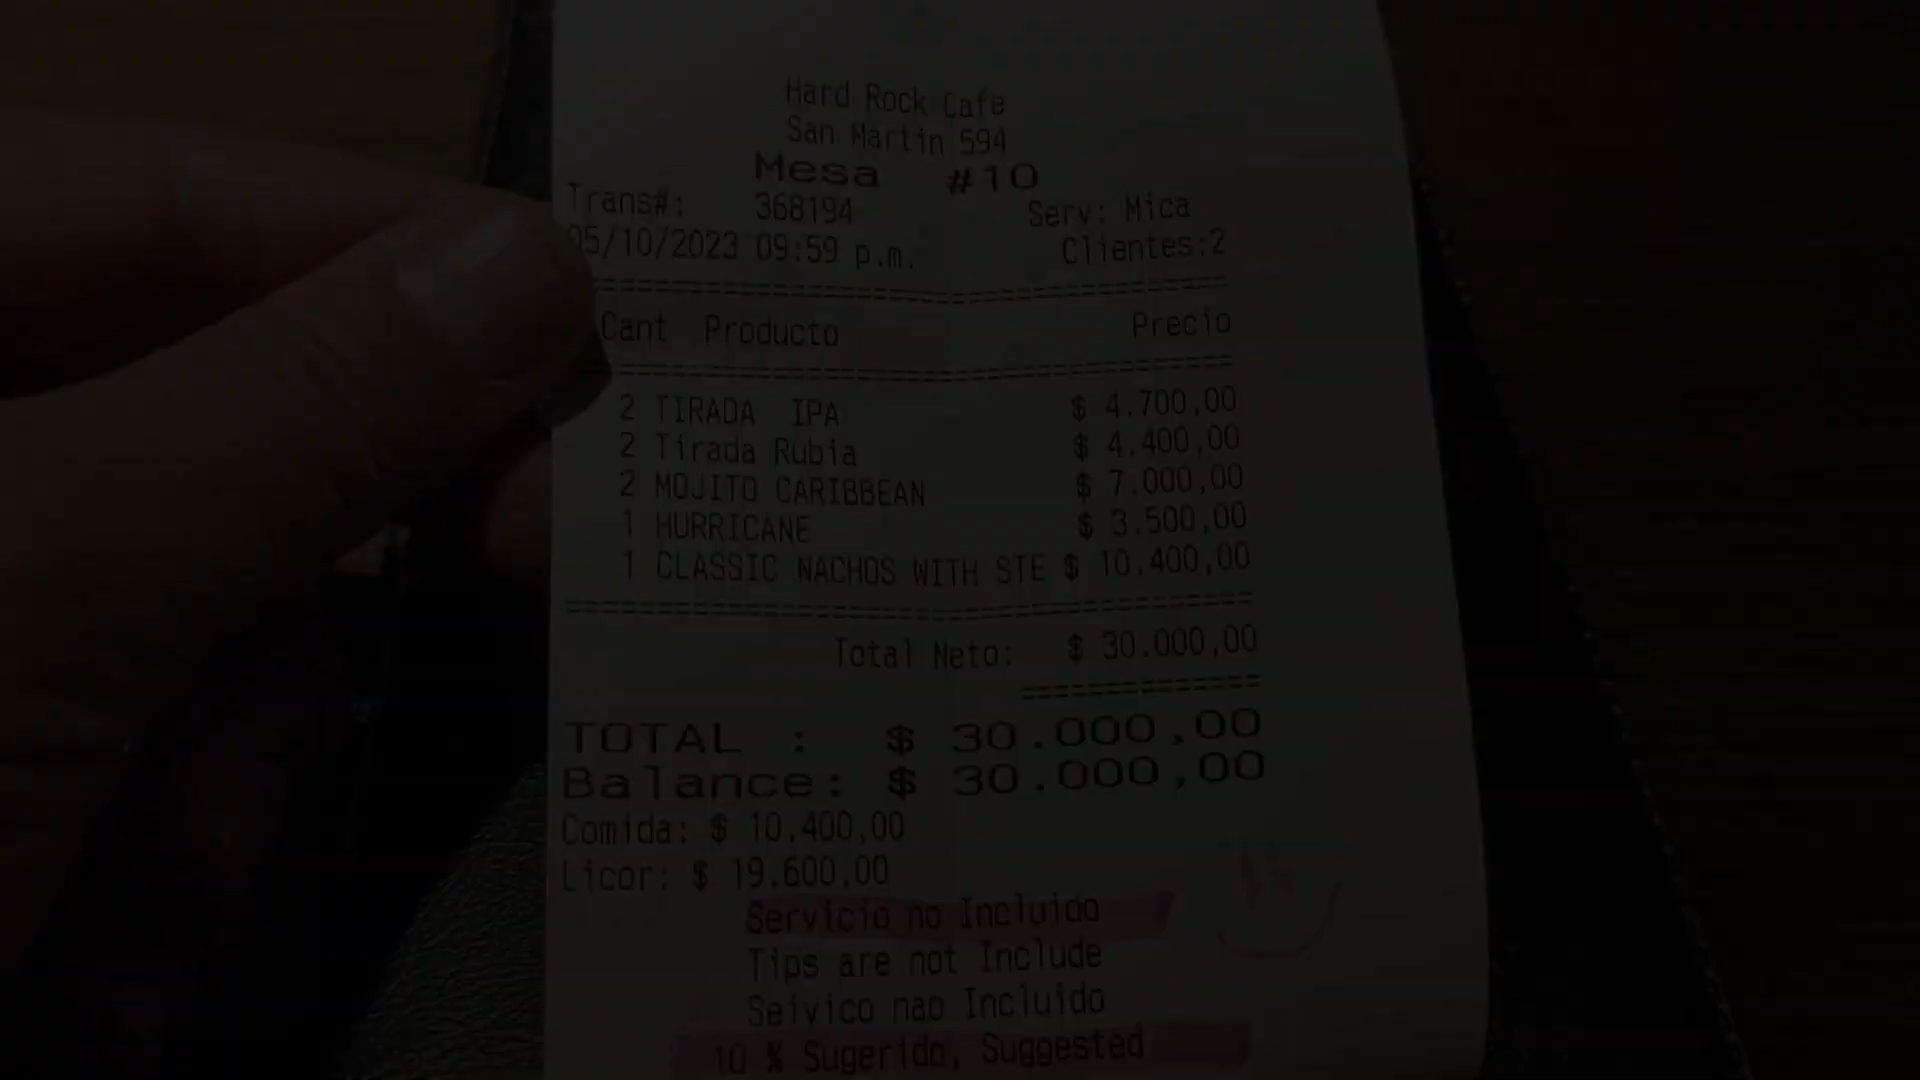 Hard Rock Cafe
San Martin 594
Mesa #10
Trans#: 368194 Serv: Mica
05/10/2023 09:59 p.m. Clientes:2
Cant Producto Precio
2 TIRADA IPA $ 4.700,00
2 Tirada Rubia $ 4.400,00
2 MOJITO CARIBBEAN $ 7.000,00
1 HURRICANE $ 3.500,00
1 CLASSIC NACHOS WITH STE $ 10.400,00
Total Neto: $ 30.000,00
TOTAL : $ 30.000,00
Balance: $ 30.000,00
Comida: $ 10.400,00
Licor: $ 19.600,00
Servicio no Incluido
Tips are not Include
Seivico nao Incluido
10 % Sugerido, Suggested